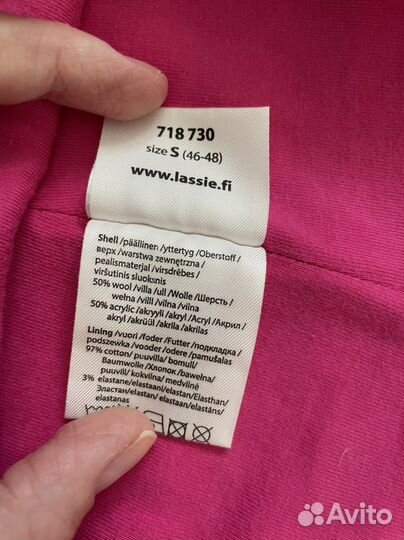 718 730
size S (46-48)
www.lassie.fi
Shell /päällinen /yttertyg /Oberstoff /
верх /warstwa zewnętrzna /
pealismaterjal /virsdrēbes /
viršutinis sluoksnis
50% wool /villa /ull /Wolle /Шерсть /
wełna /villi /vilna /vilna
50% acrylic /akryyli /akryl /Acryl /Акрил /
akryl /akrüül /akrila /akrilas
Lining /vuori /foder /Futter /подкладка /
podszewka /vooder /odere /pamušalas
97% cotton/ puuvilla/ bomull/
Baumwolle /Хлопок /bawełna/
puuvill/ kokvilna/ medvilnė
3% elastane/elastaani/elastan/Elasthan/
Эластан/elastan/ elastaan/elastāns/
elastanas
Avito